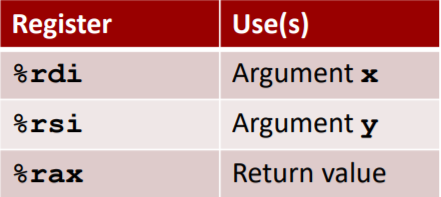 Register Use(s)
%rdi Argument x
%rsi Argument y
%rax Return value